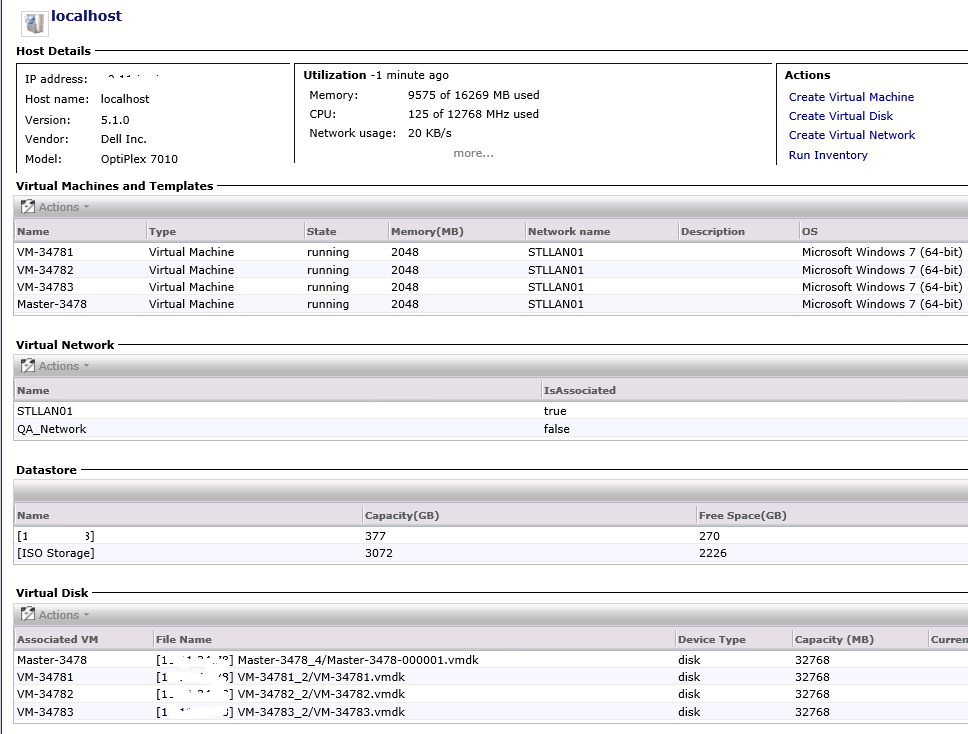 localhost
Host Details
IP address:
Host name: localhost
Version: 5.1.0
Vendor: Dell Inc.
Model: OptiPlex 7010
Utilization -1 minute ago
Memory: 9575 of 16269 MB used
CPU: 125 of 12768 MHz used
Network usage: 20 KB/s
more...
Actions
Create Virtual Machine
Create Virtual Disk
Create Virtual Network
Run Inventory
Virtual Machines and Templates
Actions
Name Type State Memory(MB) Network name Description OS
VM-34781 Virtual Machine running 2048 STLLAN01 Microsoft Windows 7 (64-bit)
VM-34782 Virtual Machine running 2048 STLLAN01 Microsoft Windows 7 (64-bit)
VM-34783 Virtual Machine running 2048 STLLAN01 Microsoft Windows 7 (64-bit)
Master-3478 Virtual Machine running 2048 STLLAN01 Microsoft Windows 7 (64-bit)
Virtual Network
Actions
Name IsAssociated
STLLAN01 true
QA_Network false
Datastore
Name Capacity(GB) Free Space(GB)
[1 3] 377 270
[ISO Storage] 3072 2226
Virtual Disk
Actions
Associated VM File Name Device Type Capacity (MB) Curren
Master-3478 [1 ] Master-3478_4/Master-3478-000001.vmdk disk 32768
VM-34781 [1 ] VM-34781_2/VM-34781.vmdk disk 32768
VM-34782 [1 ] VM-34782_2/VM-34782.vmdk disk 32768
VM-34783 [1 ] VM-34783_2/VM-34783.vmdk disk 32768